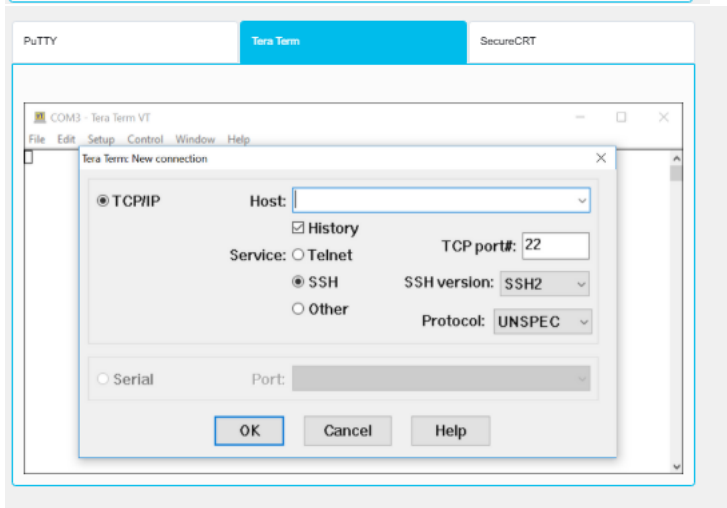 PuTTY Tera Term SecureCRT
COM3 - Tera Term VT
File Edit Setup Control Window Help
Tera Term: New connection
TCP/IP Host:
History
Service: Telnet TCP port#: 22
SSH SSH version: SSH2
Other Protocol: UNSPEC
Serial Port:
OK Cancel Help